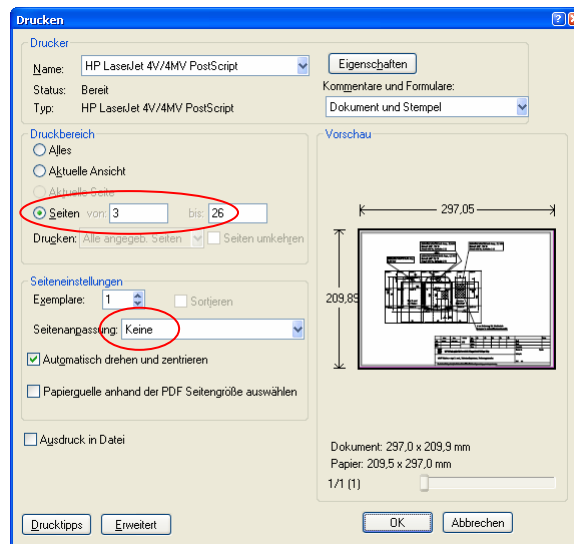 Drucken
Drucker
Name: HP LaserJet 4V/4MV PostScript Eigenschaften
Status: Bereit Kommentare und Formulare:
Typ: HP LaserJet 4V/4MV PostScript Dokument und Stempel
Druckbereich
Alles
Aktuelle Ansicht
Aktuelle Seite
Seiten von: 3 bis: 26
Drucken: Alle angegeb. Seiten Seiten umkehren
Seiteneinstellungen
Exemplare: 1 Sortieren
Seitenanpassung: Keine
Automatisch drehen und zentrieren
Papierquelle anhand der PDF Seitengröße auswählen
Ausdruck in Datei
Drucktipps Erweitert
Vorschau
297,05
209,89
Dokument: 297,0 x 209,9 mm
Papier: 209,5 x 297,0 mm
1/1 (1)
OK Abbrechen